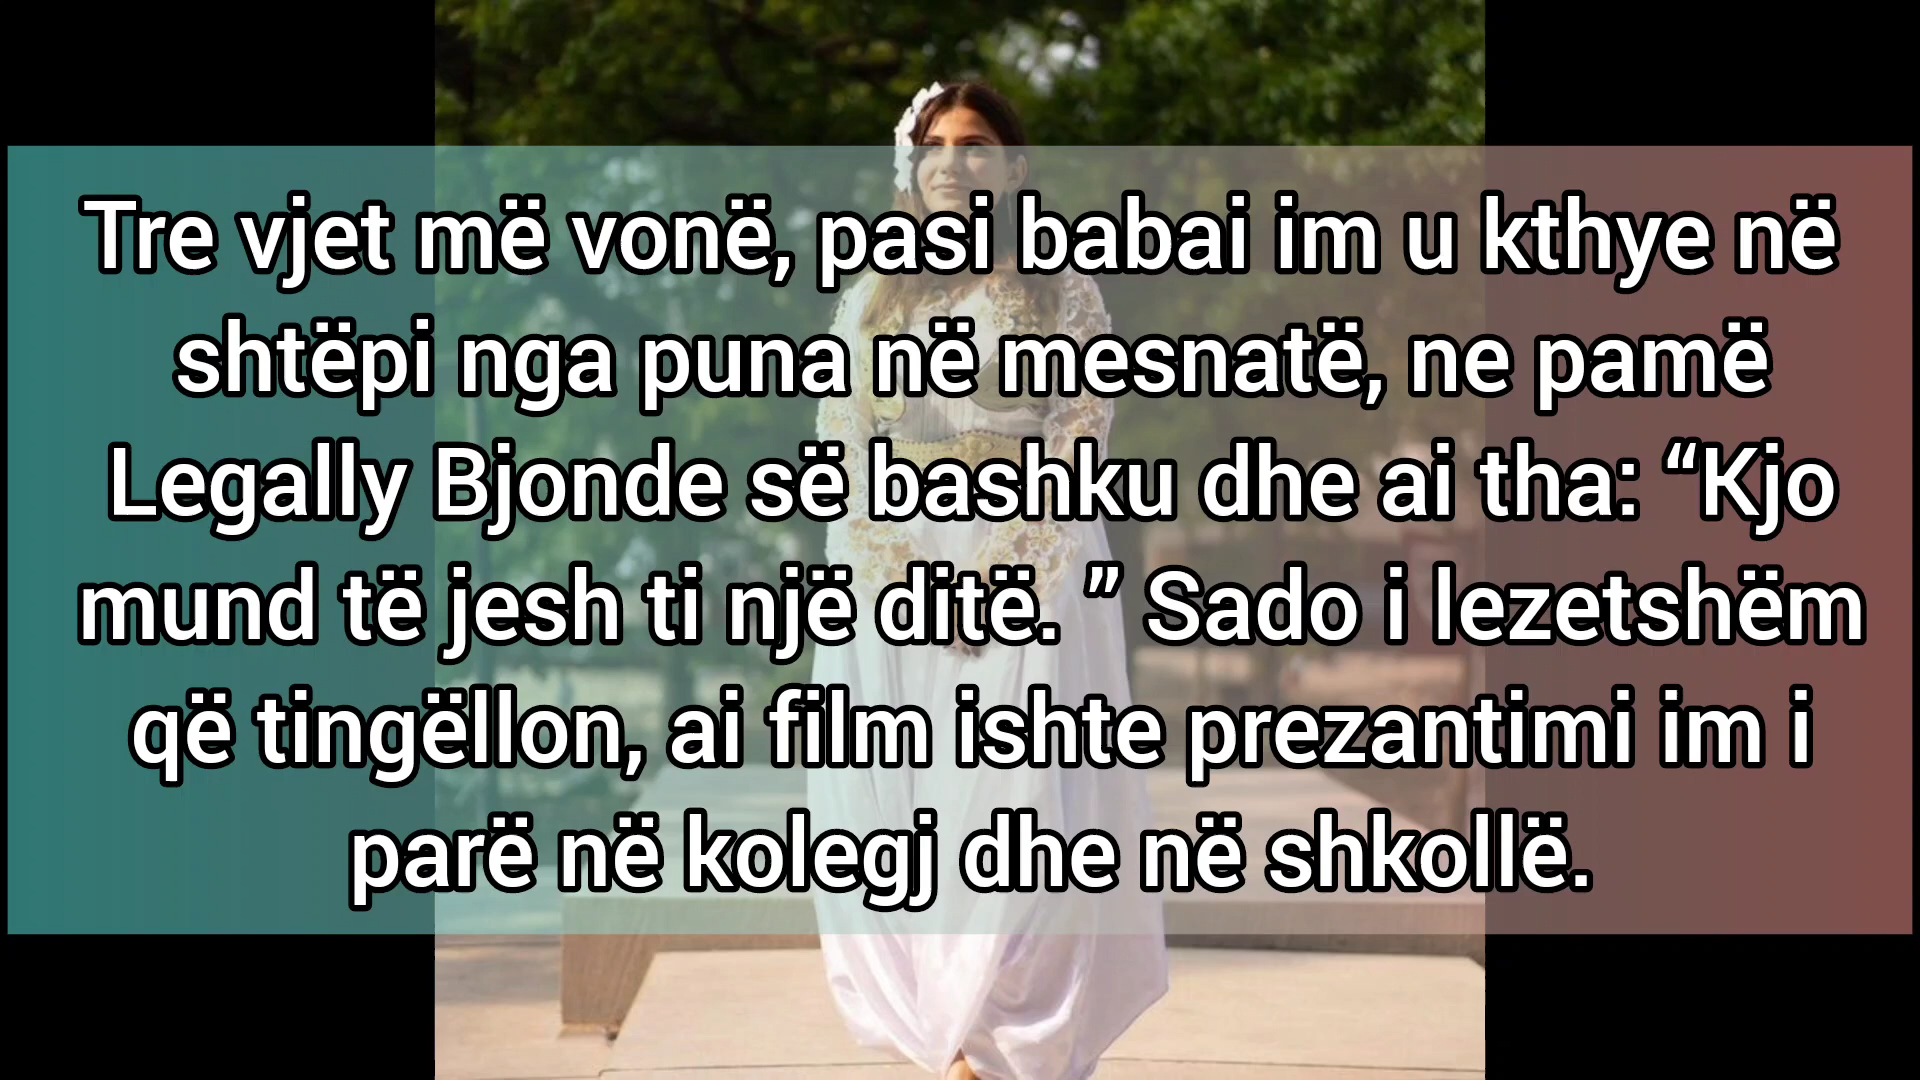 Tre vjet më vonë, pasi babai im u kthye në
shtëpi nga puna në mesnatë, ne pamë
Legally Bjonde së bashku dhe ai tha: “Kjo
mund të jesh ti një ditë. ” Sado i lezetshëm
që tingëllon, ai film ishte prezantimi im i
parë në kolegj dhe në shkollë.